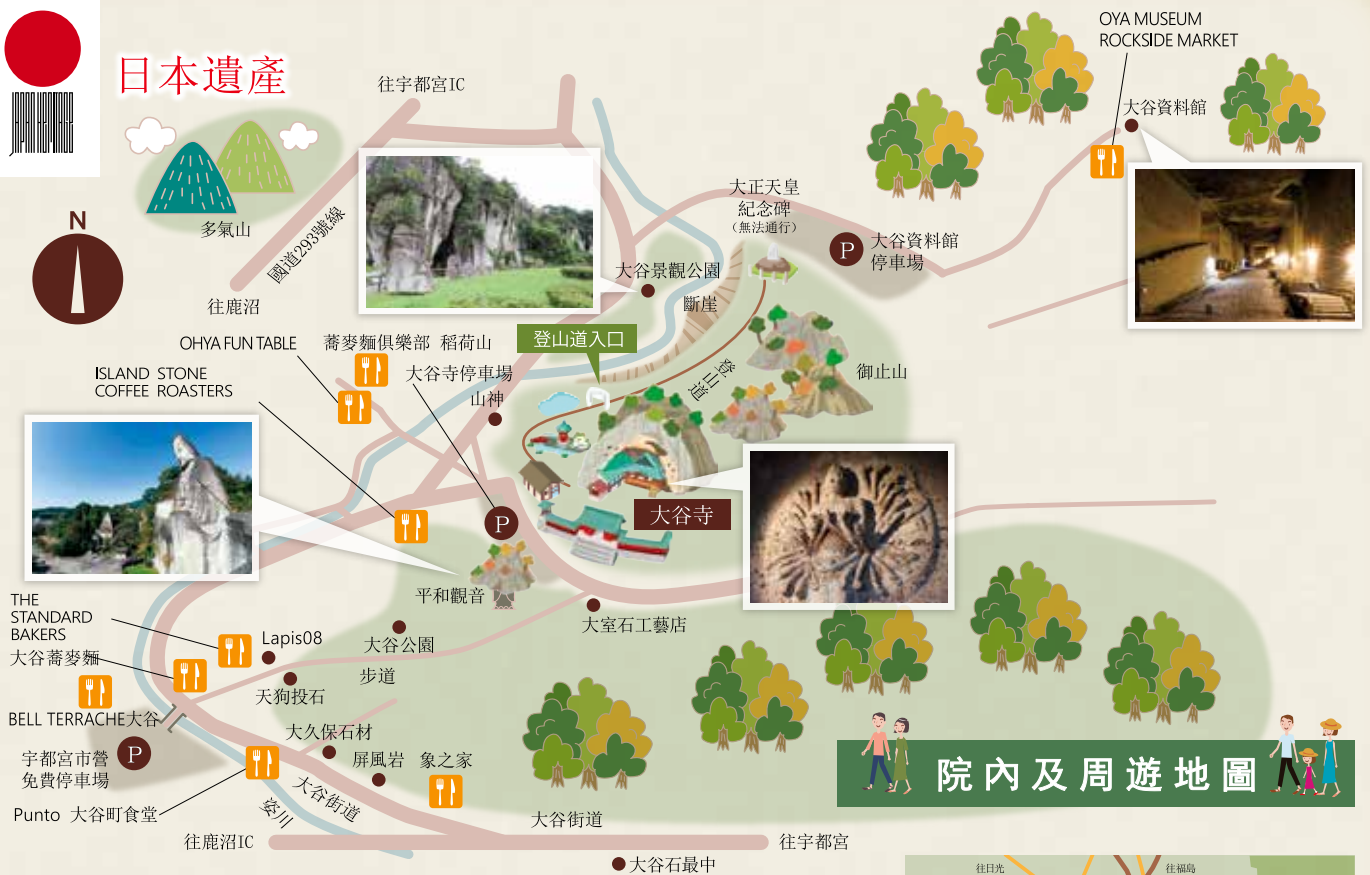 JAPAN HERITAGE
日本遺產
往宇都宮IC
OYA MUSEUM
ROCKSIDE MARKET
大谷資料館
多氣山
N
國道293號線
往鹿沼
大正天皇
紀念碑
（無法通行）
P
大谷資料館
停車場
大谷景觀公園
斷崖
登山道入口
登山道
御止山
OHYA FUN TABLE
蕎麥麵俱樂部 稻荷山
大谷寺停車場
山神
ISLAND STONE
COFFEE ROASTERS
P
大谷寺
平和觀音
大室石工藝店
THE
STANDARD
BAKERS
Lapis08
大谷公園
步道
大谷蕎麥麵
天狗投石
BELL TERRACHE大谷
大久保石材
宇都宮市營
免費停車場
P
屏風岩
象之家
Punto 大谷町食堂
姿川
大谷街道
大谷街道
往鹿沼IC
往宇都宮
大谷石最中
院內及周遊地圖
往日光
往福島